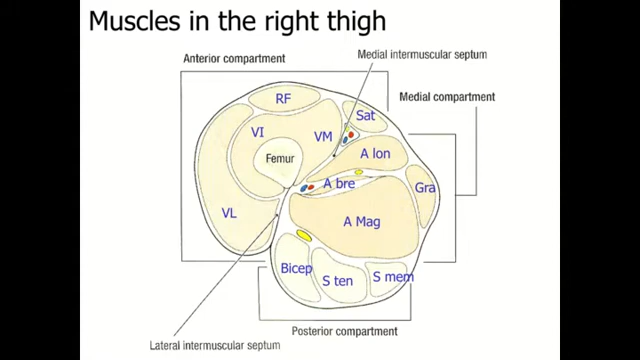 Muscles in the right thigh
Medial intermuscular septum
Anterior compartment
Medial compartment
RF
Sat
VI
VM
A lon
Femur
A bre
Gra
VL
A Mag
Bicep
S ten
S mem
Posterior compartment
Lateral intermuscular septum